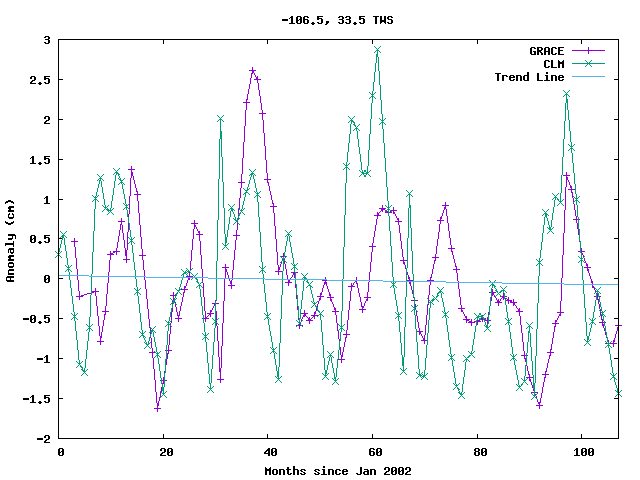 -106.5, 33.5 TWS
GRACE
CLM
Trend Line
3
2.5
2
1.5
1
0.5
0
-0.5
-1
-1.5
-2
Anomaly (cm)
0 20 40 60 80 100
Months since Jan 2002